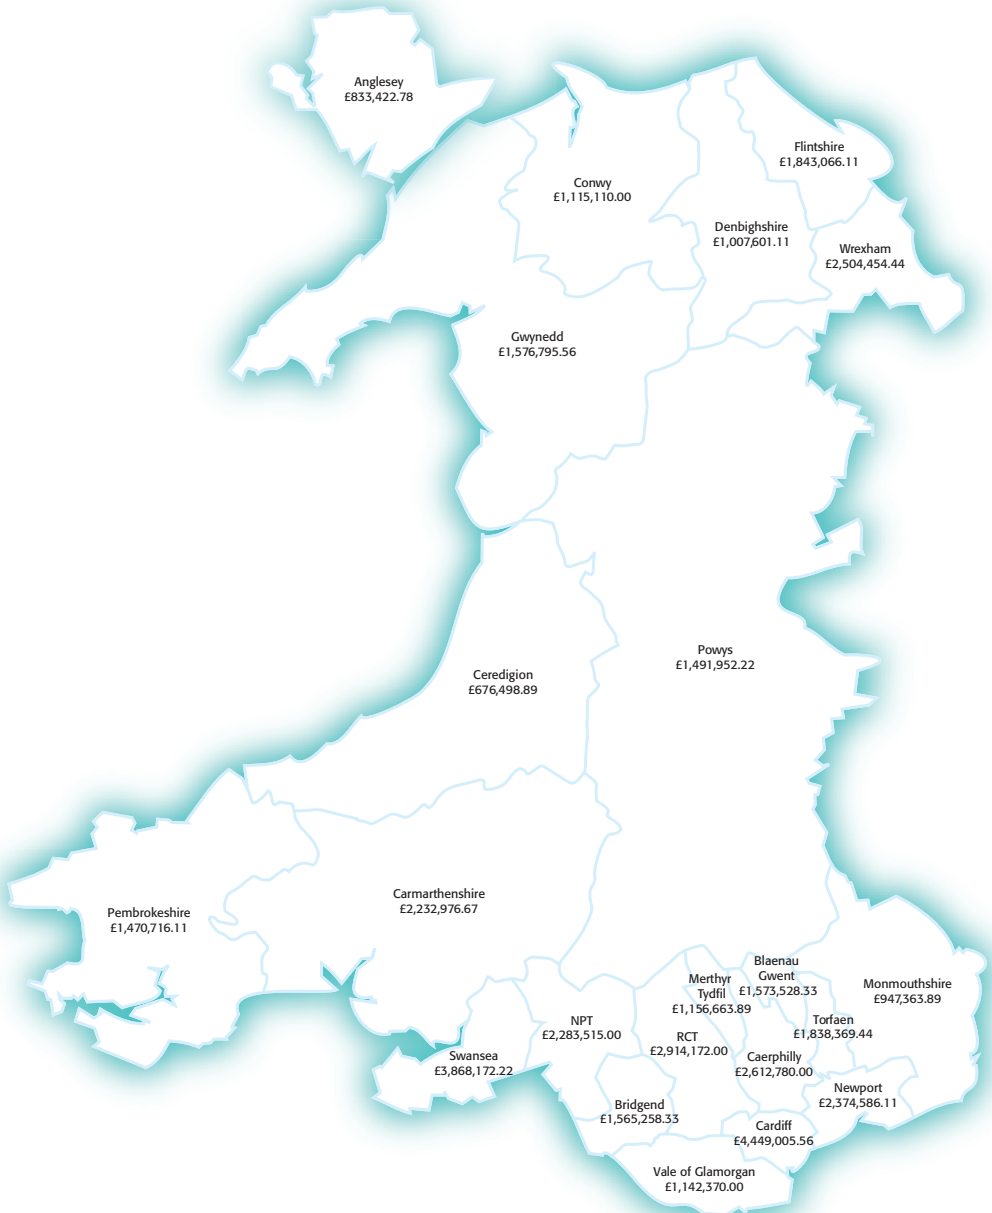 Anglesey
£833,422.78
Flintshire
£1,843,066.11
Conwy
£1,115,110.00
Denbighshire
£1,007,601.11
Wrexham
£2,504,454.44
Gwynedd
£1,576,795.56
Powys
£1,491,952.22
Ceredigion
£676,498.89
Carmarthenshire
£2,232,976.67
Pembrokeshire
£1,470,716.11
Blaenau
Gwent
£1,573,528.33
Merthyr
Tydfil
£1,156,663.89
Monmouthshire
£947,363.89
NPT
£2,283,515.00
Torfaen
£1,838,369.44
RCT
£2,914,172.00
Swansea
£3,868,172.22
Caerphilly
£2,612,780.00
Newport
£2,374,586.11
Bridgend
£1,565,258.33
Cardiff
£4,449,005.56
Vale of Glamorgan
£1,142,370.00